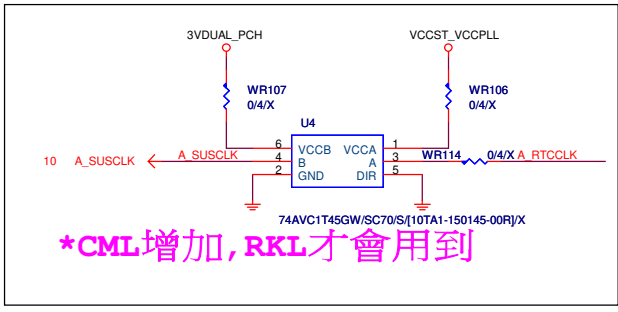 3VDUAL_PCH VCCST_VCCPLL
WR107 WR106
0/4/X 0/4/X
U4
6 VCCB VCCA 1
10 A_SUSCLK A_SUSCLK 4 B A 3 WR114 0/4/X A_RTCCLK
2 GND DIR 5
74AVC1T45GW/SC70/S/[10TA1-150145-00R]/X
*CML增加,RKL才會用到